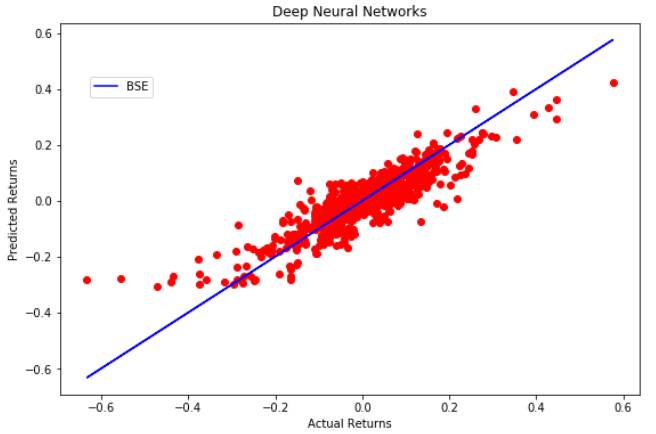 Deep Neural Networks
BSE
Predicted Returns
0.6
0.4
0.2
0.0
−0.2
−0.4
−0.6
−0.6 −0.4 −0.2 0.0 0.2 0.4 0.6
Actual Returns